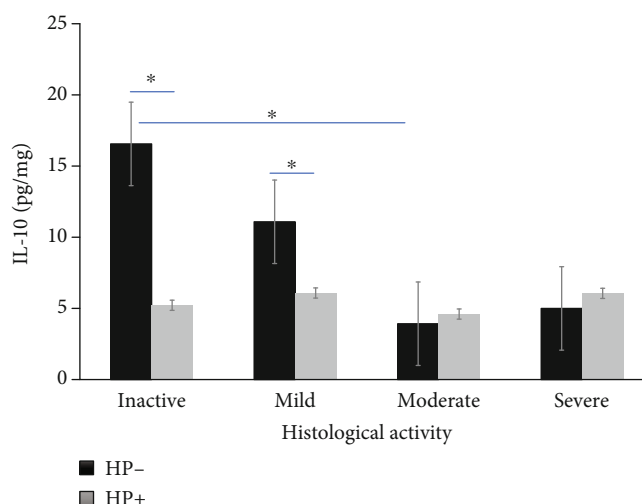 25
20
15
10
5
0
IL-10 (pg/mg)
*
*
*
Inactive Mild Moderate Severe
Histological activity
HP−
HP+